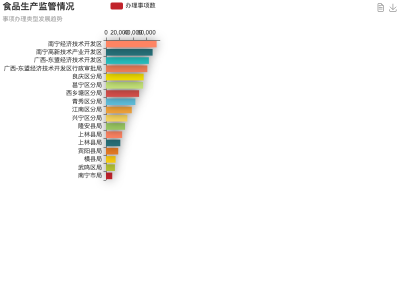 食品生产监管情况
办理事项数
事项办理类型发展趋势
0 20,000 40,000 60,000
南宁经济技术开发区
南宁高新技术产业开发区
广西-东盟经济技术开发区
广西-东盟经济技术开发区行政审批局
良庆区分局
邕宁区分局
西乡塘区分局
青秀区分局
江南区分局
兴宁区分局
隆安县局
上林县局
上林县局
宾阳县局
横县局
武鸣区局
南宁市局